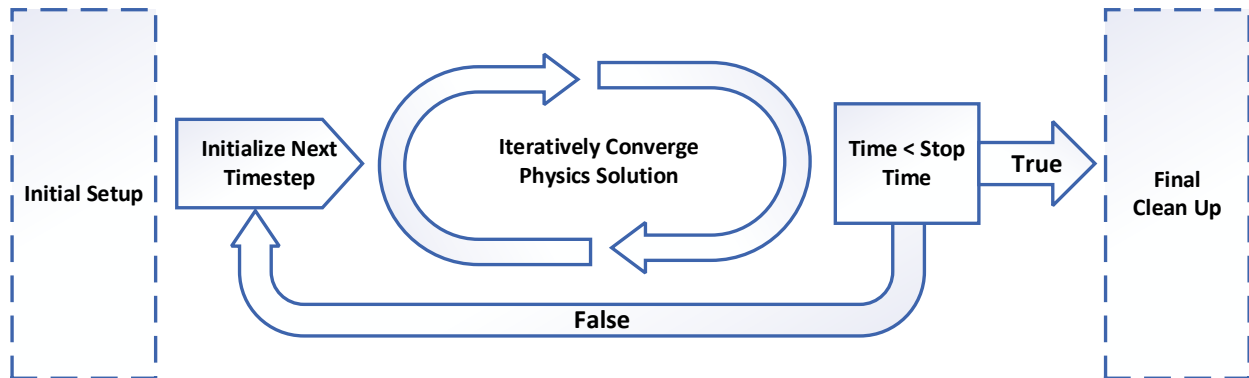 Initial Setup
Initialize Next
Timestep
Iteratively Converge
Physics Solution
Time < Stop
Time
True
False
Final
Clean Up